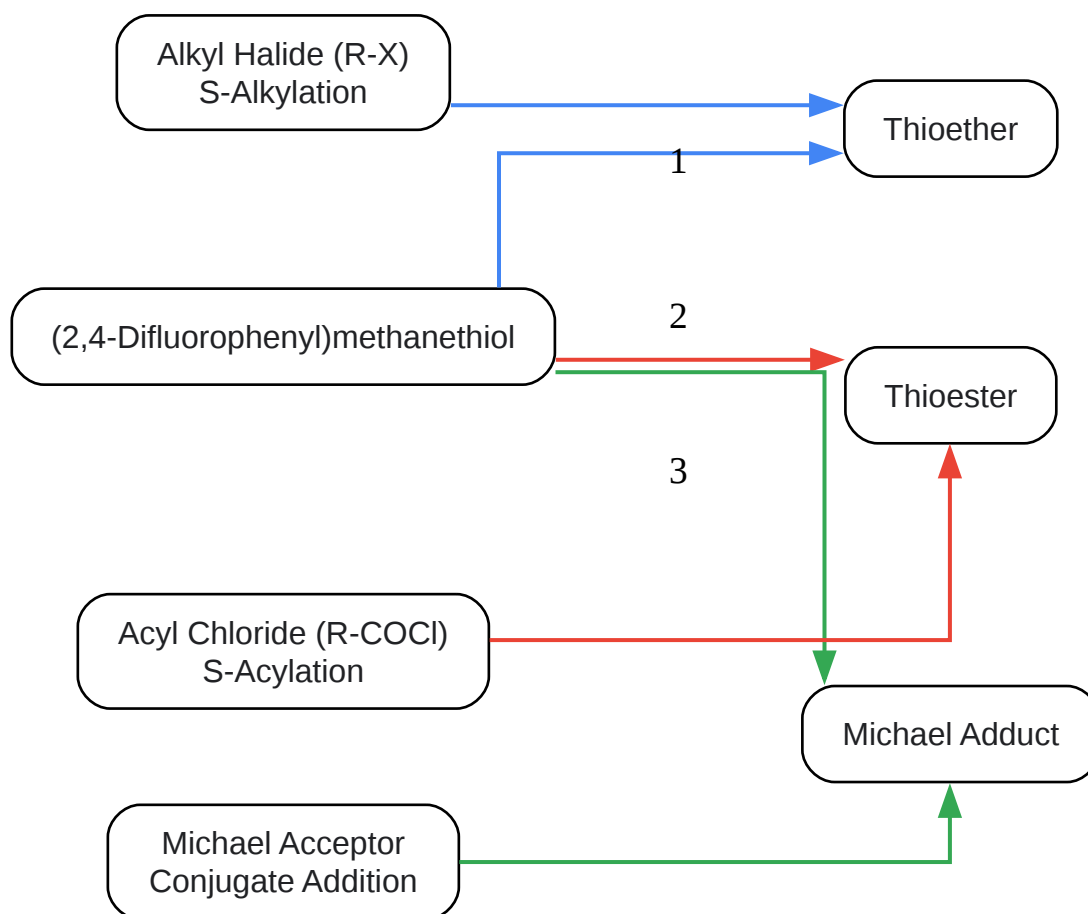 Alkyl Halide (R-X)
S-Alkylation
Thioether
1
(2,4-Difluorophenyl)methanethiol
2
Thioester
3
Acyl Chloride (R-COCl)
S-Acylation
Michael Adduct
Michael Acceptor
Conjugate Addition